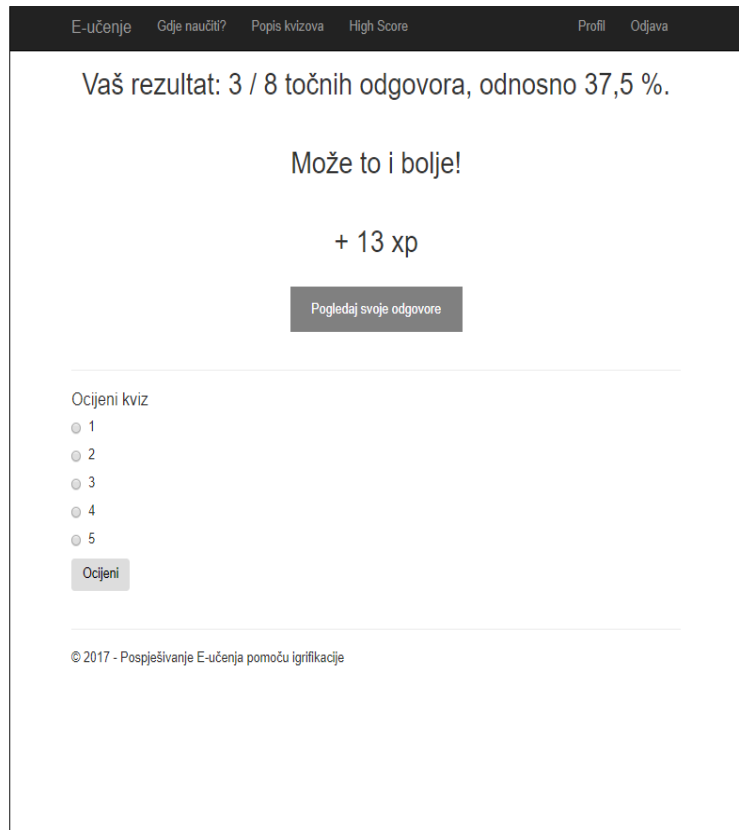 E-učenje Gdje naučiti? Popis kvizova High Score Profil Odjava
Vaš rezultat: 3 / 8 točnih odgovora, odnosno 37,5 %.
Može to i bolje!
+ 13 xp
Pogledaj svoje odgovore
Ocijeni kviz
1
2
3
4
5
Ocijeni
© 2017 - Pospješivanje E-učenja pomoću igrifikacije